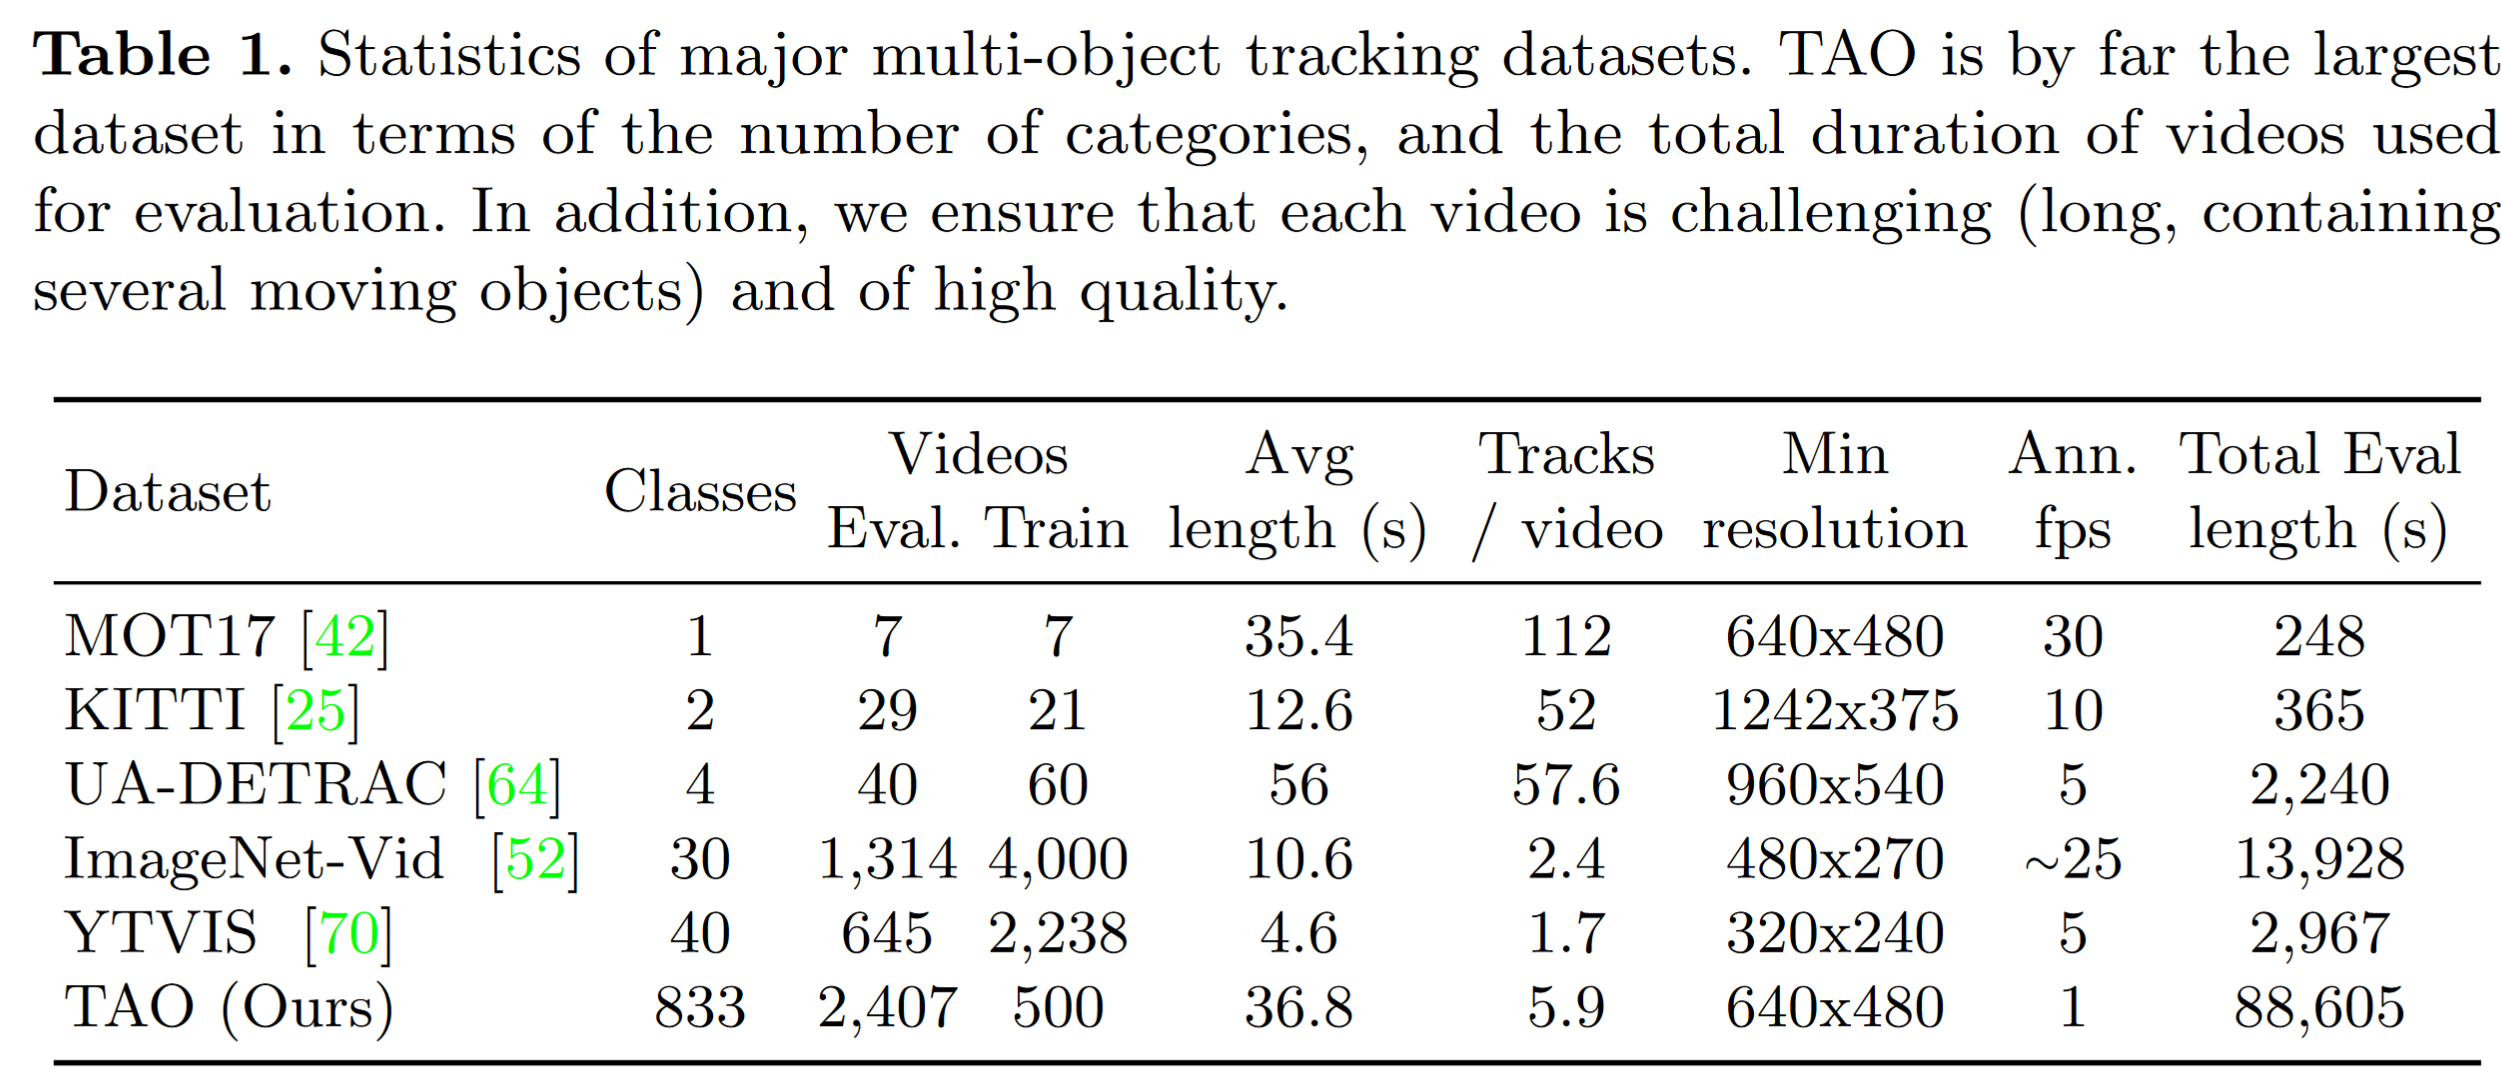 Table 1. Statistics of major multi-object tracking datasets. TAO is by far the largest
dataset in terms of the number of categories, and the total duration of videos used
for evaluation. In addition, we ensure that each video is challenging (long, containing
several moving objects) and of high quality.
Dataset Classes Videos Avg Tracks Min Ann. Total Eval
Eval. Train length (s) / video resolution fps length (s)
MOT17 [42] 1 7 7 35.4 112 640x480 30 248
KITTI [25] 2 29 21 12.6 52 1242x375 10 365
UA-DETRAC [64] 4 40 60 56 57.6 960x540 5 2,240
ImageNet-Vid [52] 30 1,314 4,000 10.6 2.4 480x270 ~25 13,928
YTVIS [70] 40 645 2,238 4.6 1.7 320x240 5 2,967
TAO (Ours) 833 2,407 500 36.8 5.9 640x480 1 88,605